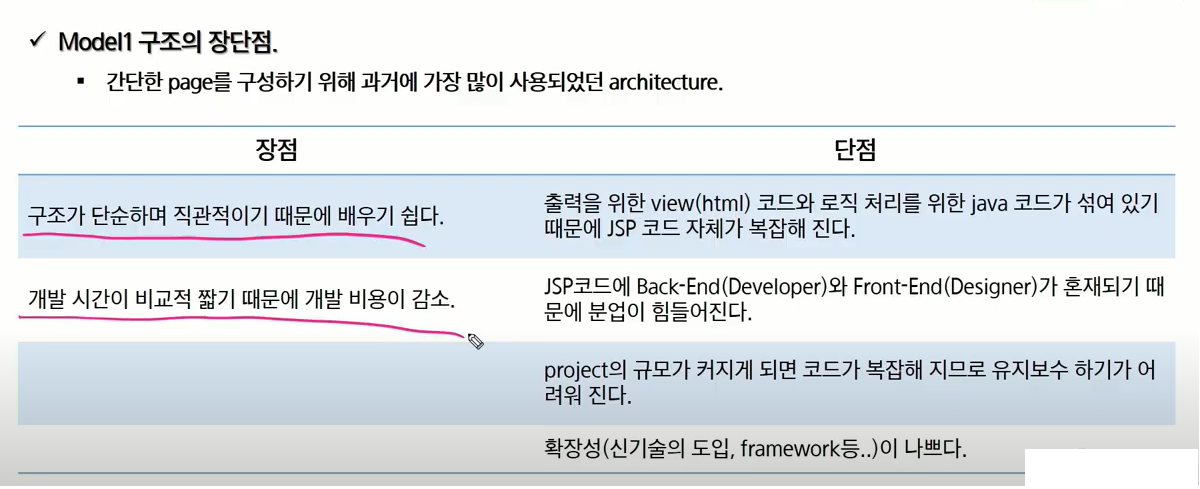 ✓ Model1 구조의 장단점.
▪ 간단한 page를 구성하기 위해 과거에 가장 많이 사용되었던 architecture.
장점
단점
구조가 단순하며 직관적이기 때문에 배우기 쉽다.
출력을 위한 view(html) 코드와 로직 처리를 위한 java 코드가 섞여 있기
때문에 JSP 코드 자체가 복잡해 진다.
개발 시간이 비교적 짧기 때문에 개발 비용이 감소.
JSP코드에 Back-End(Developer)와 Front-End(Designer)가 혼재되기 때
문에 분업이 힘들어진다.
project의 규모가 커지게 되면 코드가 복잡해 지므로 유지보수 하기가 어
려워 진다.
확장성(신기술의 도입, framework등..)이 나쁘다.